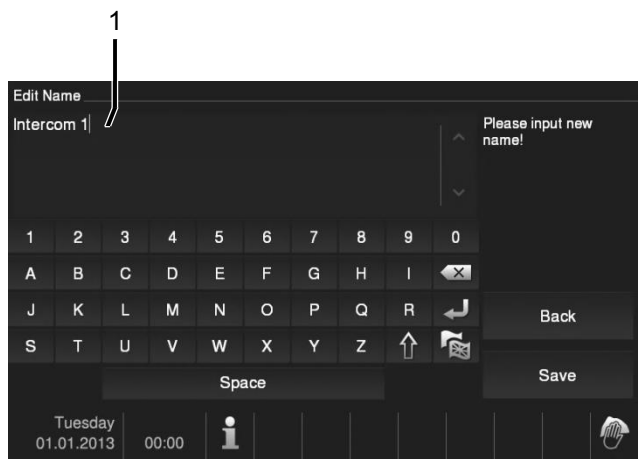 1
Edit Name
Intercom 1
Please input new
name!
1 2 3 4 5 6 7 8 9 0
A B C D E F G H I
J K L M N O P Q R
Back
S T U V W X Y Z
Save
Space
Tuesday
01.01.2013 00:00